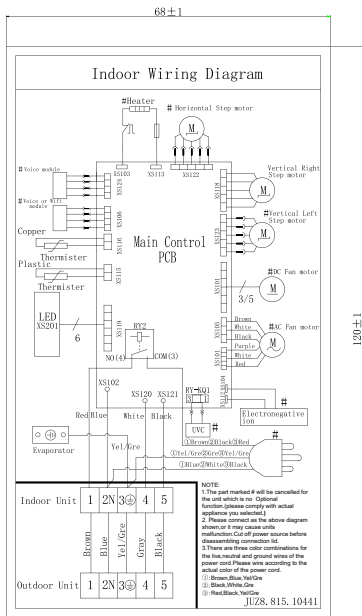 68±1
120±1
Indoor Wiring Diagram
#Heater
# Horizontal Step motor
M
XS103
XS113
XS122
# Voice module
XS124
# Voice or Wifi module
XS106
Copper
Thermister
XS116
Plastic
Thermister
XS115
LED
XS201
6
XS119
Main Control
PCB
Vertical Right
Step motor
M
XS118
#Vertical Left
Step motor
M
XS123
#DC Fan motor
M
XS101
3/5
#AC Fan motor
M
Brown
White
Black
Purple
White
Red
XS105
XS101
RY2
NO(4)
COM(3)
XS102
XS120 XS121
RY-KQ1
3 1
XS104
XS112
Red
Blue
White
Black
UVC
#
Electronegative
ion
#
Evaporator
Yel/Gre
①Brown②Black③Red
①Yel/Gre②Gre③Yel/Gre
①Blue②White③Black
#
Indoor Unit 1 2N 3 4 5
Brown
Blue
Yel/Gre
Gray
Black
Outdoor Unit 1 2N 3 4 5
NOTE:
1.The part marked # will be cancelled for
the unit which is no Optional
function.(please comply with actual
appliance you selected.)
2. Please connect as the above diagram
shown,or it may cause units
malfunction.Cut off power source before
disassembling connection lid.
3.There are three color combinations for
the live,neutral and ground wires of the
power cord.Please wire according to the
actual color of the power cord.
①: Brown,Blue,Yel/Gre
②: Black,White,Gre
③: Red,Black,Yel/Gre
JUZ8.815.10441